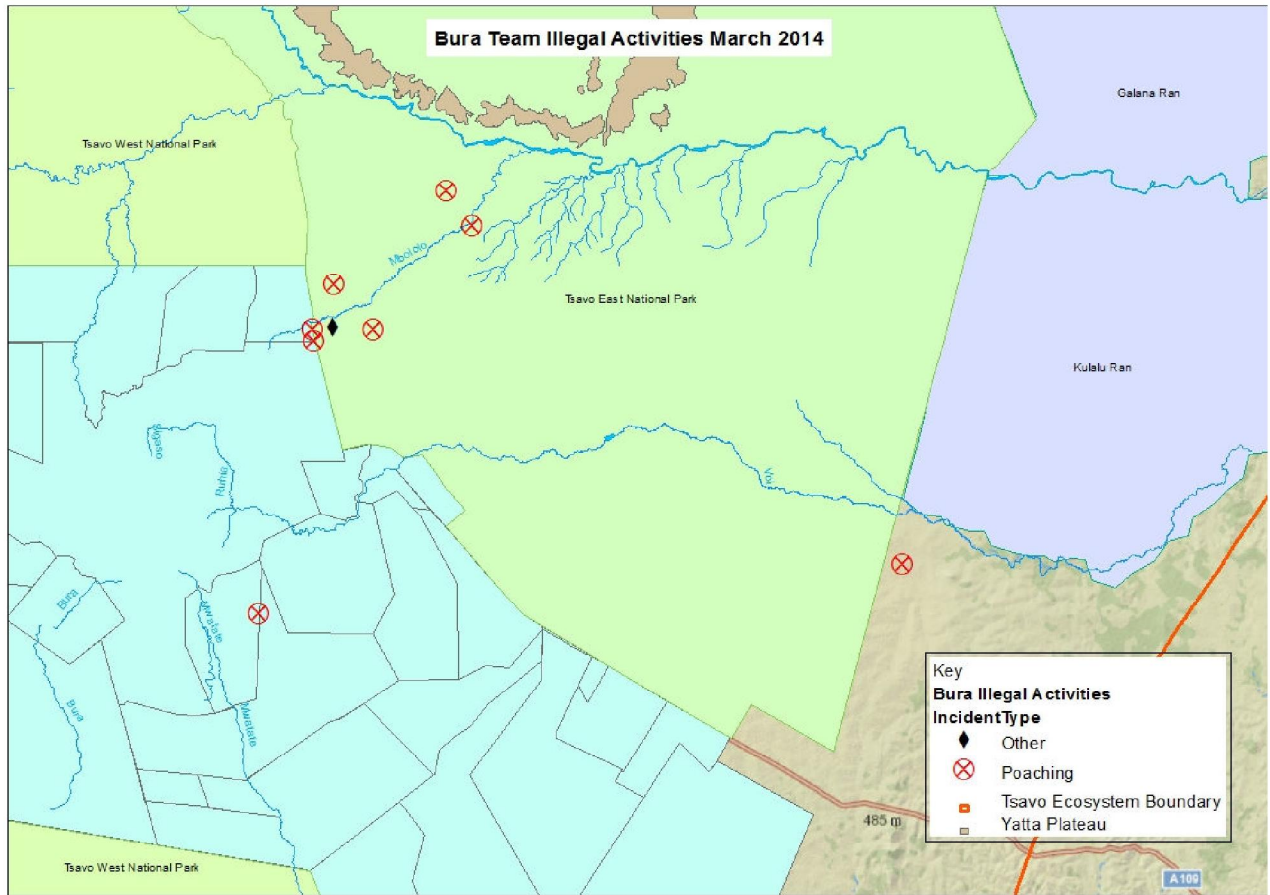 Bura Team Illegal Activities March 2014
Galana Ran
Tsavo West National Park
Mbololo
Tsavo East National Park
Kulalu Ran
Voi
Bura
Mwatate
Bura
Mwatate
Key
Bura Illegal Activities
IncidentType
Other
Poaching
Tsavo Ecosystem Boundary
Yatta Plateau
485 m
Tsavo West National Park
A109